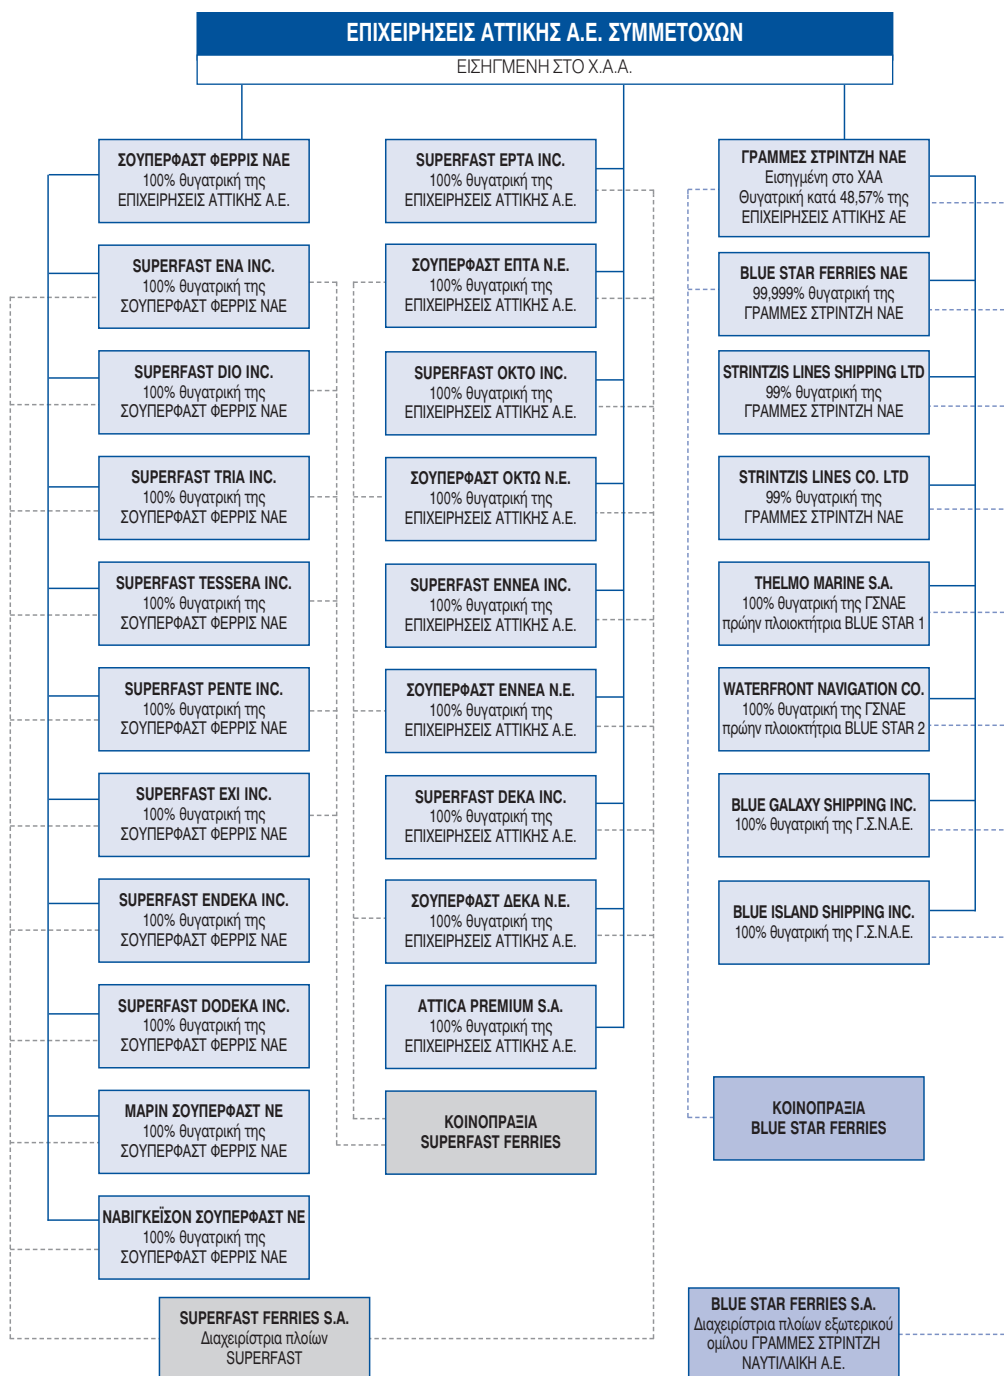 ΕΠΙΧΕΙΡΗΣΕΙΣ ΑΤΤΙΚΗΣ Α.Ε. ΣΥΜΜΕΤΟΧΩΝ
ΕΙΣΗΓΜΕΝΗ ΣΤΟ Χ.Α.Α.
ΣΟΥΠΕΡΦΑΣΤ ΦΕΡΡΙΣ ΝΑΕ
100% θυγατρική της
ΕΠΙΧΕΙΡΗΣΕΙΣ ΑΤΤΙΚΗΣ Α.Ε.
SUPERFAST ENA INC.
100% θυγατρική της
ΣΟΥΠΕΡΦΑΣΤ ΦΕΡΡΙΣ ΝΑΕ
SUPERFAST DIO INC.
100% θυγατρική της
ΣΟΥΠΕΡΦΑΣΤ ΦΕΡΡΙΣ ΝΑΕ
SUPERFAST TRIA INC.
100% θυγατρική της
ΣΟΥΠΕΡΦΑΣΤ ΦΕΡΡΙΣ ΝΑΕ
SUPERFAST TESSERA INC.
100% θυγατρική της
ΣΟΥΠΕΡΦΑΣΤ ΦΕΡΡΙΣ ΝΑΕ
SUPERFAST PENTE INC.
100% θυγατρική της
ΣΟΥΠΕΡΦΑΣΤ ΦΕΡΡΙΣ ΝΑΕ
SUPERFAST EXI INC.
100% θυγατρική της
ΣΟΥΠΕΡΦΑΣΤ ΦΕΡΡΙΣ ΝΑΕ
SUPERFAST ENDEKA INC.
100% θυγατρική της
ΣΟΥΠΕΡΦΑΣΤ ΦΕΡΡΙΣ ΝΑΕ
SUPERFAST DODEKA INC.
100% θυγατρική της
ΣΟΥΠΕΡΦΑΣΤ ΦΕΡΡΙΣ ΝΑΕ
ΜΑΡΙΝ ΣΟΥΠΕΡΦΑΣΤ ΝΕ
100% θυγατρική της
ΣΟΥΠΕΡΦΑΣΤ ΦΕΡΡΙΣ ΝΑΕ
ΝΑΒΙΓΚΕΪΣΟΝ ΣΟΥΠΕΡΦΑΣΤ ΝΕ
100% θυγατρική της
ΣΟΥΠΕΡΦΑΣΤ ΦΕΡΡΙΣ ΝΑΕ
SUPERFAST FERRIES S.A.
Διαχειρίστρια πλοίων
SUPERFAST
SUPERFAST EPTA INC.
100% θυγατρική της
ΕΠΙΧΕΙΡΗΣΕΙΣ ΑΤΤΙΚΗΣ Α.Ε.
ΣΟΥΠΕΡΦΑΣΤ ΕΠΤΑ Ν.Ε.
100% θυγατρική της
ΕΠΙΧΕΙΡΗΣΕΙΣ ΑΤΤΙΚΗΣ Α.Ε.
SUPERFAST OKTO INC.
100% θυγατρική της
ΕΠΙΧΕΙΡΗΣΕΙΣ ΑΤΤΙΚΗΣ Α.Ε.
ΣΟΥΠΕΡΦΑΣΤ ΟΚΤΩ Ν.Ε.
100% θυγατρική της
ΕΠΙΧΕΙΡΗΣΕΙΣ ΑΤΤΙΚΗΣ Α.Ε.
SUPERFAST ENNEA INC.
100% θυγατρική της
ΕΠΙΧΕΙΡΗΣΕΙΣ ΑΤΤΙΚΗΣ Α.Ε.
ΣΟΥΠΕΡΦΑΣΤ ΕΝΝΕΑ Ν.Ε.
100% θυγατρική της
ΕΠΙΧΕΙΡΗΣΕΙΣ ΑΤΤΙΚΗΣ Α.Ε.
SUPERFAST DEKA INC.
100% θυγατρική της
ΕΠΙΧΕΙΡΗΣΕΙΣ ΑΤΤΙΚΗΣ Α.Ε.
ΣΟΥΠΕΡΦΑΣΤ ΔΕΚΑ Ν.Ε.
100% θυγατρική της
ΕΠΙΧΕΙΡΗΣΕΙΣ ΑΤΤΙΚΗΣ Α.Ε.
ATTICA PREMIUM S.A.
100% θυγατρική της
ΕΠΙΧΕΙΡΗΣΕΙΣ ΑΤΤΙΚΗΣ Α.Ε.
ΚΟΙΝΟΠΡΑΞΙΑ
SUPERFAST FERRIES
ΓΡΑΜΜΕΣ ΣΤΡΙΝΤΖΗ ΝΑΕ
Εισηγμένη στο ΧΑΑ
Θυγατρική κατά 48,57% της
ΕΠΙΧΕΙΡΗΣΕΙΣ ΑΤΤΙΚΗΣ ΑΕ
BLUE STAR FERRIES NAE
99,999% θυγατρική της
ΓΡΑΜΜΕΣ ΣΤΡΙΝΤΖΗ ΝΑΕ
STRINTZIS LINES SHIPPING LTD
99% θυγατρική της
ΓΡΑΜΜΕΣ ΣΤΡΙΝΤΖΗ ΝΑΕ
STRINTZIS LINES CO. LTD
99% θυγατρική της
ΓΡΑΜΜΕΣ ΣΤΡΙΝΤΖΗ ΝΑΕ
THELMO MARINE S.A.
100% θυγατρική της ΓΣΝΑΕ
πρώην πλοιοκτήτρια BLUE STAR 1
WATERFRONT NAVIGATION CO.
100% θυγατρική της ΓΣΝΑΕ
πρώην πλοιοκτήτρια BLUE STAR 2
BLUE GALAXY SHIPPING INC.
100% θυγατρική της Γ.Σ.Ν.Α.Ε.
BLUE ISLAND SHIPPING INC.
100% θυγατρική της Γ.Σ.Ν.Α.Ε.
ΚΟΙΝΟΠΡΑΞΙΑ
BLUE STAR FERRIES
BLUE STAR FERRIES S.A.
Διαχειρίστρια πλοίων εξωτερικού
ομίλου ΓΡΑΜΜΕΣ ΣΤΡΙΝΤΖΗ
ΝΑΥΤΙΛΑΙΚΗ Α.Ε.